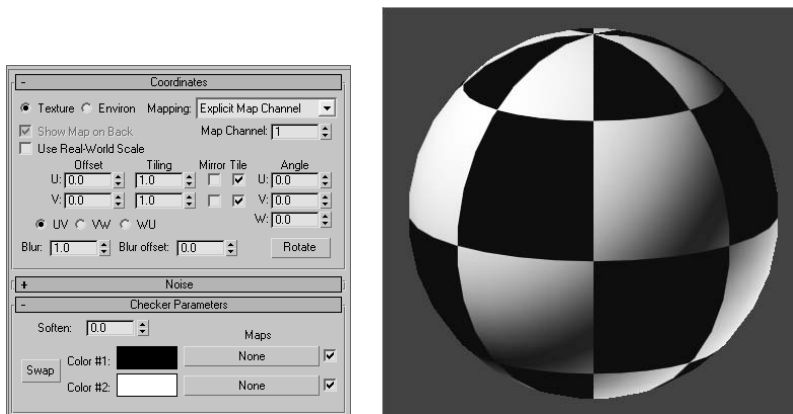 - Coordinates
Texture Environ Mapping: Explicit Map Channel
Show Map on Back Map Channel: 1
Use Real-World Scale
Offset Tiling Mirror Tile Angle
U: 0.0 1.0 U: 0.0
V: 0.0 1.0 V: 0.0
W: 0.0
UV VW WU
Blur: 1.0 Blur offset: 0.0 Rotate
+ Noise
- Checker Parameters
Soften: 0.0
Maps
Swap
Color #1: None
Color #2: None